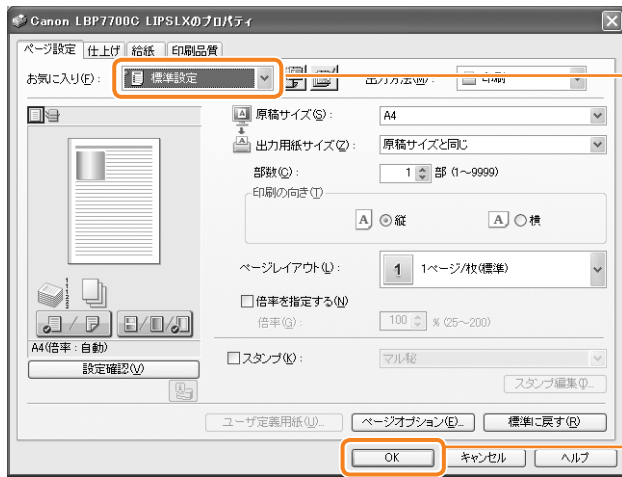 Canon LBP7700C LIPSLXのプロパティ
ページ設定 仕上げ 給紙 印刷品質
お気に入り(F): 標準設定 出力方法(W): 印刷
原稿サイズ(S): A4
出力用紙サイズ(Z): 原稿サイズと同じ
部数(C): 1 部 (1～9999)
印刷の向き(T)
A 縦 A 横
ページレイアウト(L): 1 1ページ/枚(標準)
倍率を指定する(N)
倍率(G): 100 % (25～200)
A4(倍率：自動)
設定確認(V)
スタンプ(K): マル秘
スタンプ編集(I)...
ユーザ定義用紙(U)... ページオプション(E)... 標準に戻す(R)
OK キャンセル ヘルプ